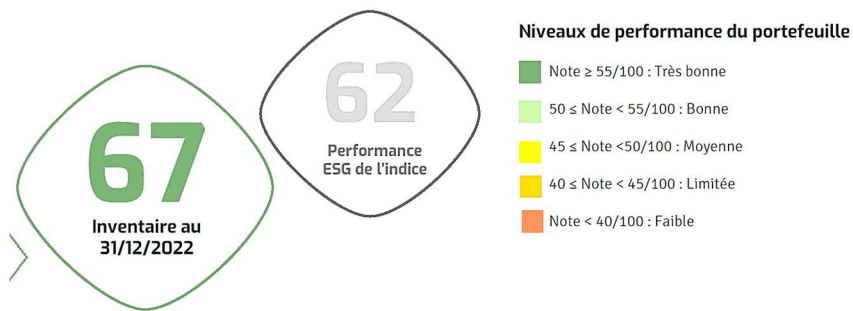 67
Inventaire au
31/12/2022
62
Performance
ESG de l'indice
Niveaux de performance du portefeuille
Note ≥ 55/100 : Très bonne
50 ≤ Note < 55/100 : Bonne
45 ≤ Note <50/100 : Moyenne
40 ≤ Note < 45/100 : Limitée
Note < 40/100 : Faible